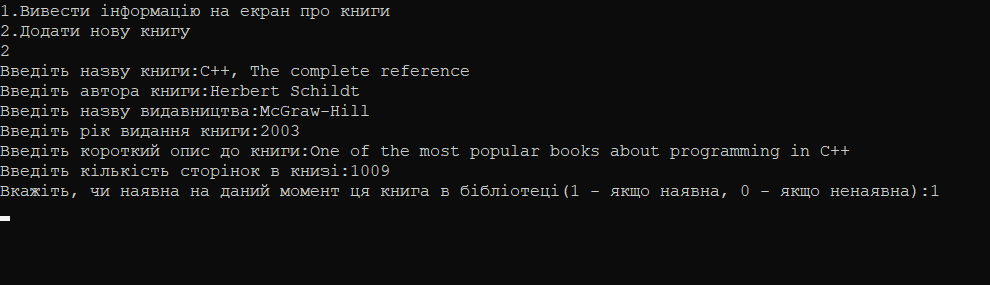 1.Вивести інформацію на екран про книги
2.Додати нову книгу
2
Введіть назву книги:C++, The complete reference
Введіть автора книги:Herbert Schildt
Введіть назву видавництва:McGraw-Hill
Введіть рік видання книги:2003
Введіть короткий опис до книги:One of the most popular books about programming in C++
Введіть кількість сторінок в книзі:1009
Вкажіть, чи наявна на даний момент ця книга в бібліотеці(1 - якщо наявна, 0 - якщо ненаявна):1